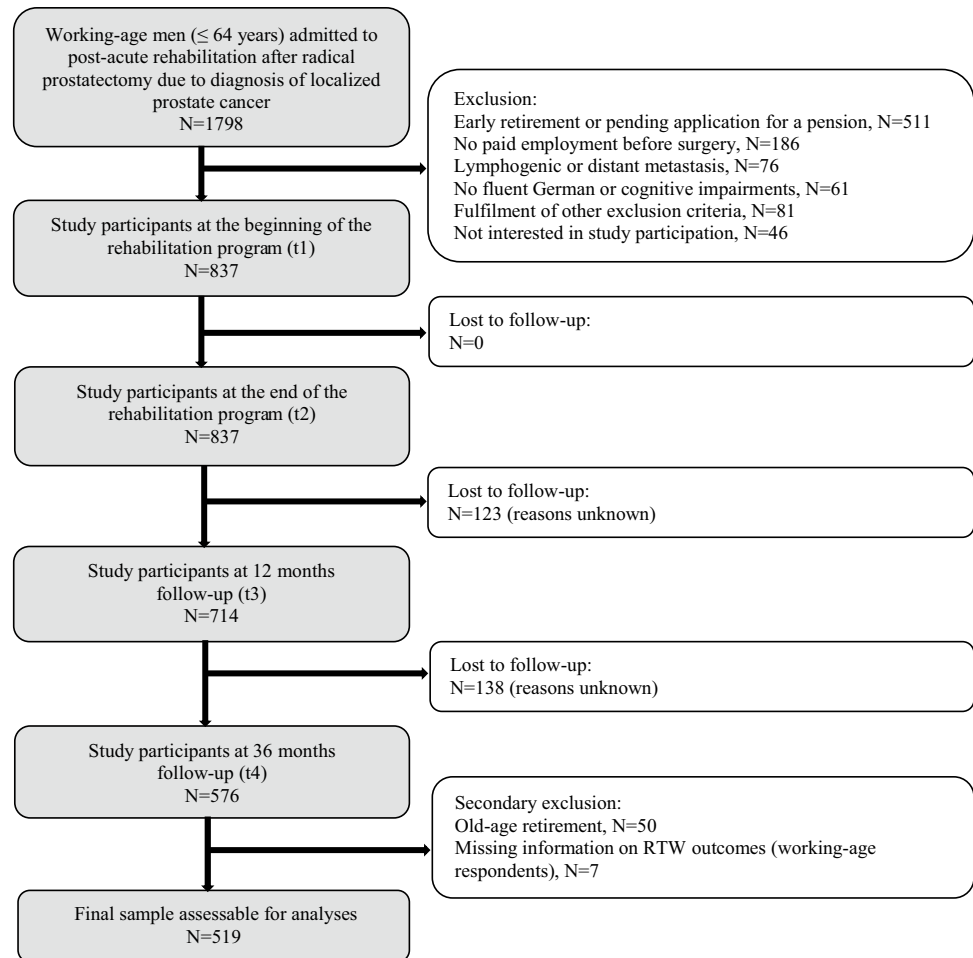 Working-age men (≤ 64 years) admitted to
post-acute rehabilitation after radical
prostatectomy due to diagnosis of localized
prostate cancer
N=1798
Exclusion:
Early retirement or pending application for a pension, N=511
No paid employment before surgery, N=186
Lymphogenic or distant metastasis, N=76
No fluent German or cognitive impairments, N=61
Fulfilment of other exclusion criteria, N=81
Not interested in study participation, N=46
Study participants at the beginning of the
rehabilitation program (t1)
N=837
Lost to follow-up:
N=0
Study participants at the end of the
rehabilitation program (t2)
N=837
Lost to follow-up:
N=123 (reasons unknown)
Study participants at 12 months
follow-up (t3)
N=714
Lost to follow-up:
N=138 (reasons unknown)
Study participants at 36 months
follow-up (t4)
N=576
Secondary exclusion:
Old-age retirement, N=50
Missing information on RTW outcomes (working-age
respondents), N=7
Final sample assessable for analyses
N=519